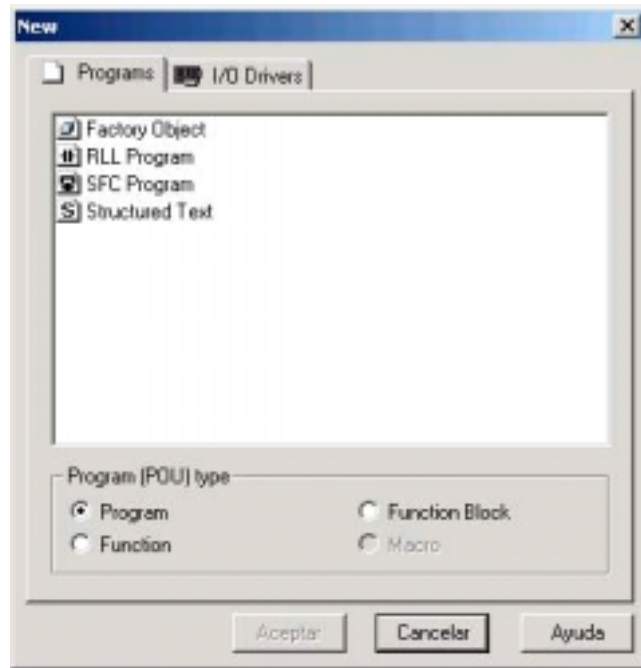 New
Programs I/O Drivers
Factory Object
RLL Program
SFC Program
Structured Text
Program (POU) type
Program Function Block
Function Macro
Aceptar Cancelar Ayuda